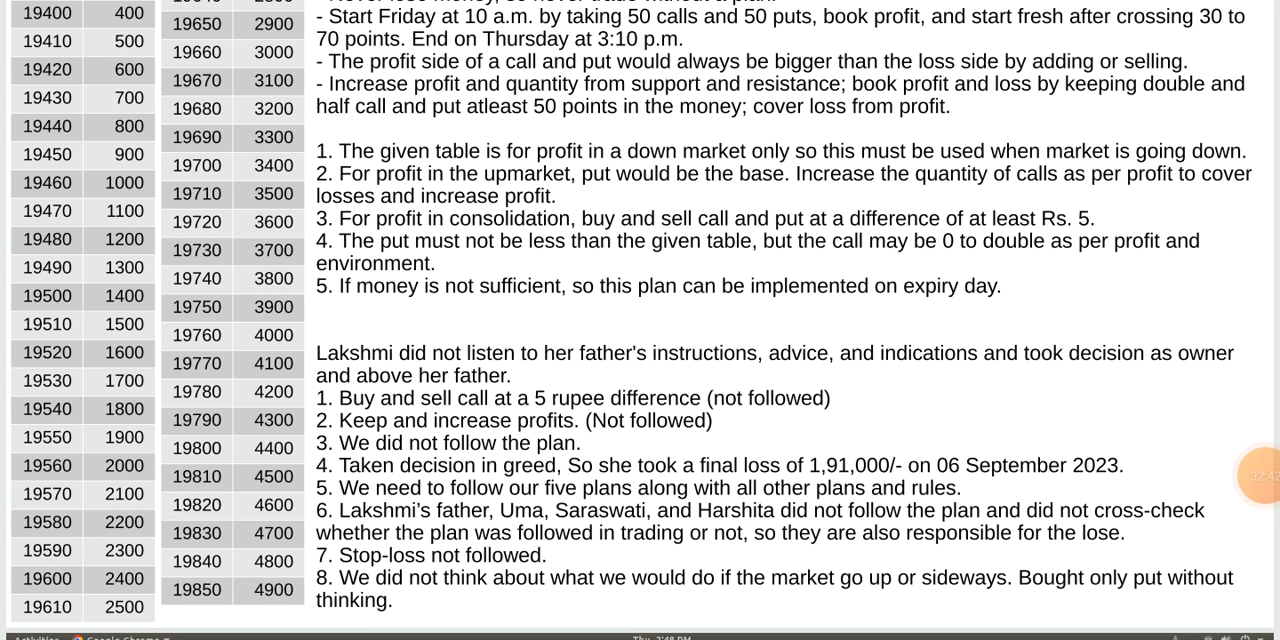 19400 400
19410 500
19420 600
19430 700
19440 800
19450 900
19460 1000
19470 1100
19480 1200
19490 1300
19500 1400
19510 1500
19520 1600
19530 1700
19540 1800
19550 1900
19560 2000
19570 2100
19580 2200
19590 2300
19600 2400
19610 2500
19650 2900
19660 3000
19670 3100
19680 3200
19690 3300
19700 3400
19710 3500
19720 3600
19730 3700
19740 3800
19750 3900
19760 4000
19770 4100
19780 4200
19790 4300
19800 4400
19810 4500
19820 4600
19830 4700
19840 4800
19850 4900
- Start Friday at 10 a.m. by taking 50 calls and 50 puts, book profit, and start fresh after crossing 30 to
70 points. End on Thursday at 3:10 p.m.
- The profit side of a call and put would always be bigger than the loss side by adding or selling.
- Increase profit and quantity from support and resistance; book profit and loss by keeping double and
half call and put atleast 50 points in the money; cover loss from profit.
1. The given table is for profit in a down market only so this must be used when market is going down.
2. For profit in the upmarket, put would be the base. Increase the quantity of calls as per profit to cover
losses and increase profit.
3. For profit in consolidation, buy and sell call and put at a difference of at least Rs. 5.
4. The put must not be less than the given table, but the call may be 0 to double as per profit and
environment.
5. If money is not sufficient, so this plan can be implemented on expiry day.
Lakshmi did not listen to her father's instructions, advice, and indications and took decision as owner
and above her father.
1. Buy and sell call at a 5 rupee difference (not followed)
2. Keep and increase profits. (Not followed)
3. We did not follow the plan.
4. Taken decision in greed, So she took a final loss of 1,91,000/- on 06 September 2023.
5. We need to follow our five plans along with all other plans and rules.
6. Lakshmi’s father, Uma, Saraswati, and Harshita did not follow the plan and did not cross-check
whether the plan was followed in trading or not, so they are also responsible for the lose.
7. Stop-loss not followed.
8. We did not think about what we would do if the market go up or sideways. Bought only put without
thinking.
32:42